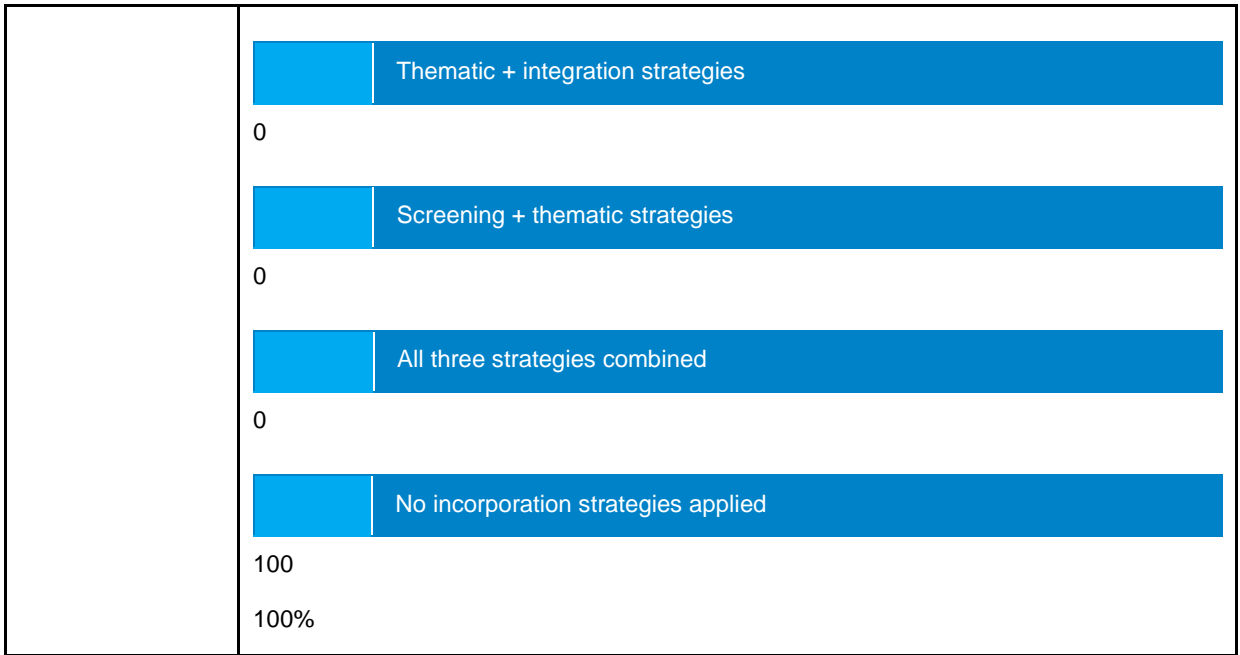 Thematic + integration strategies
0
Screening + thematic strategies
0
All three strategies combined
0
No incorporation strategies applied
100
100%